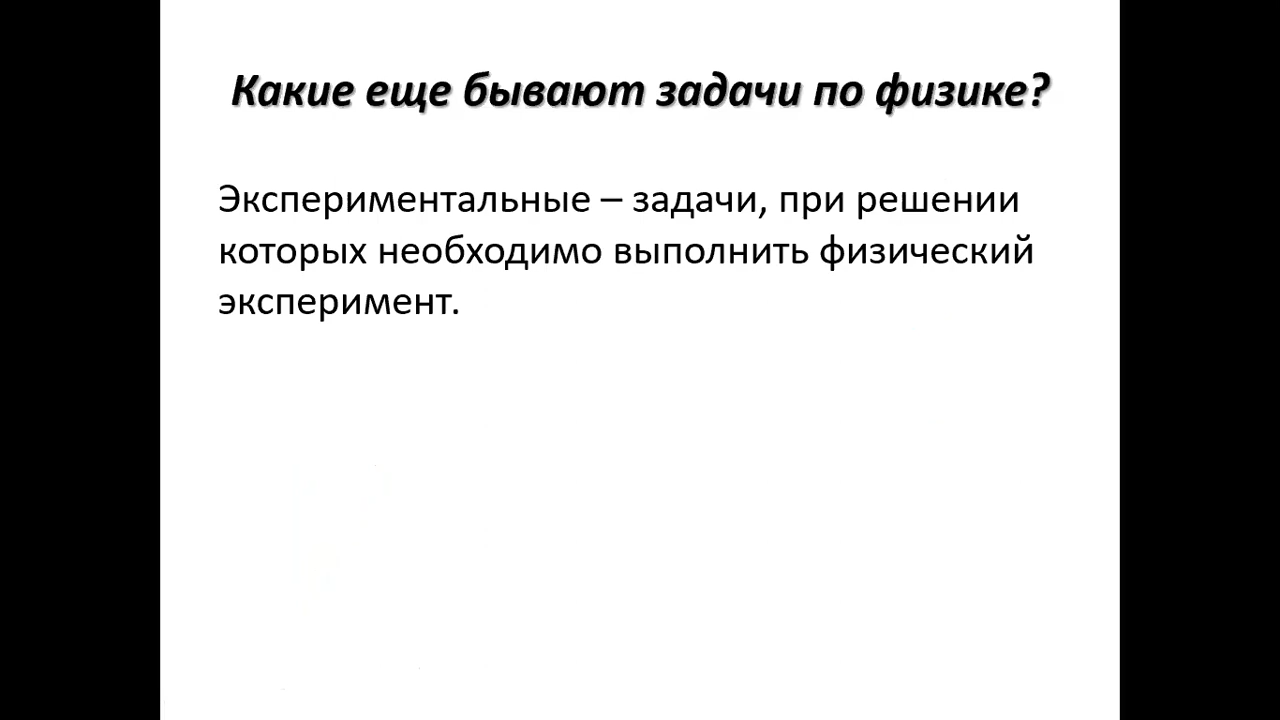 Какие еще бывают задачи по физике?
Экспериментальные – задачи, при решении
которых необходимо выполнить физический
эксперимент.